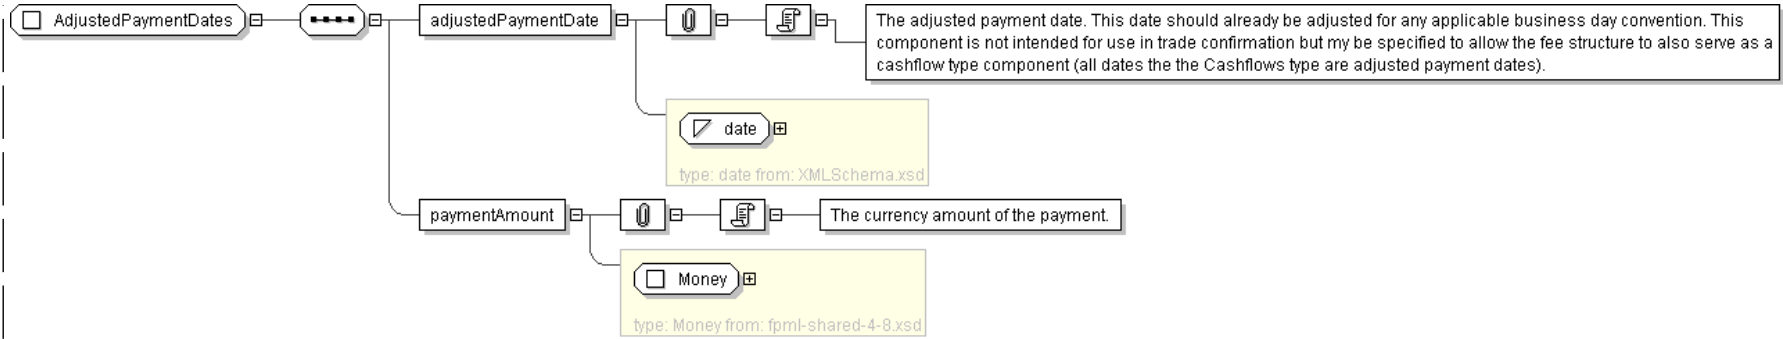 AdjustedPaymentDates
adjustedPaymentDate
The adjusted payment date. This date should already be adjusted for any applicable business day convention. This
component is not intended for use in trade confirmation but my be specified to allow the fee structure to also serve as a
cashflow type component (all dates the the Cashflows type are adjusted payment dates).
date
type: date from: XMLSchema.xsd
paymentAmount
The currency amount of the payment.
Money
type: Money from: fpml-shared-4-8.xsd